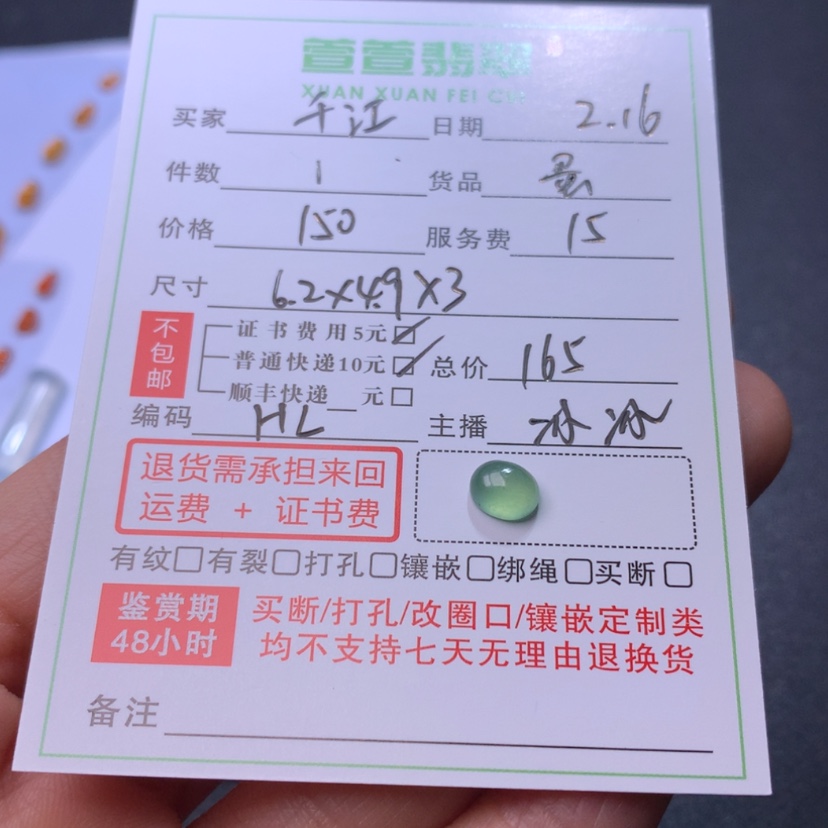 萱萱翡翠
XUAN XUAN FEI CUI
买家 千江 日期 2.16
件数 1 货品 蛋
价格 150 服务费 15
尺寸 6.2×4.9×3
不包邮
证书费用5元☑
普通快递10元☑ 总价 165
顺丰快递__元□
编码 HL 主播 冰冰
退货需承担来回
运费 + 证书费
有纹□有裂□打孔□镶嵌□绑绳□买断□
鉴赏期
48小时
买断/打孔/改圈口/镶嵌定制类
均不支持七天无理由退换货
备注